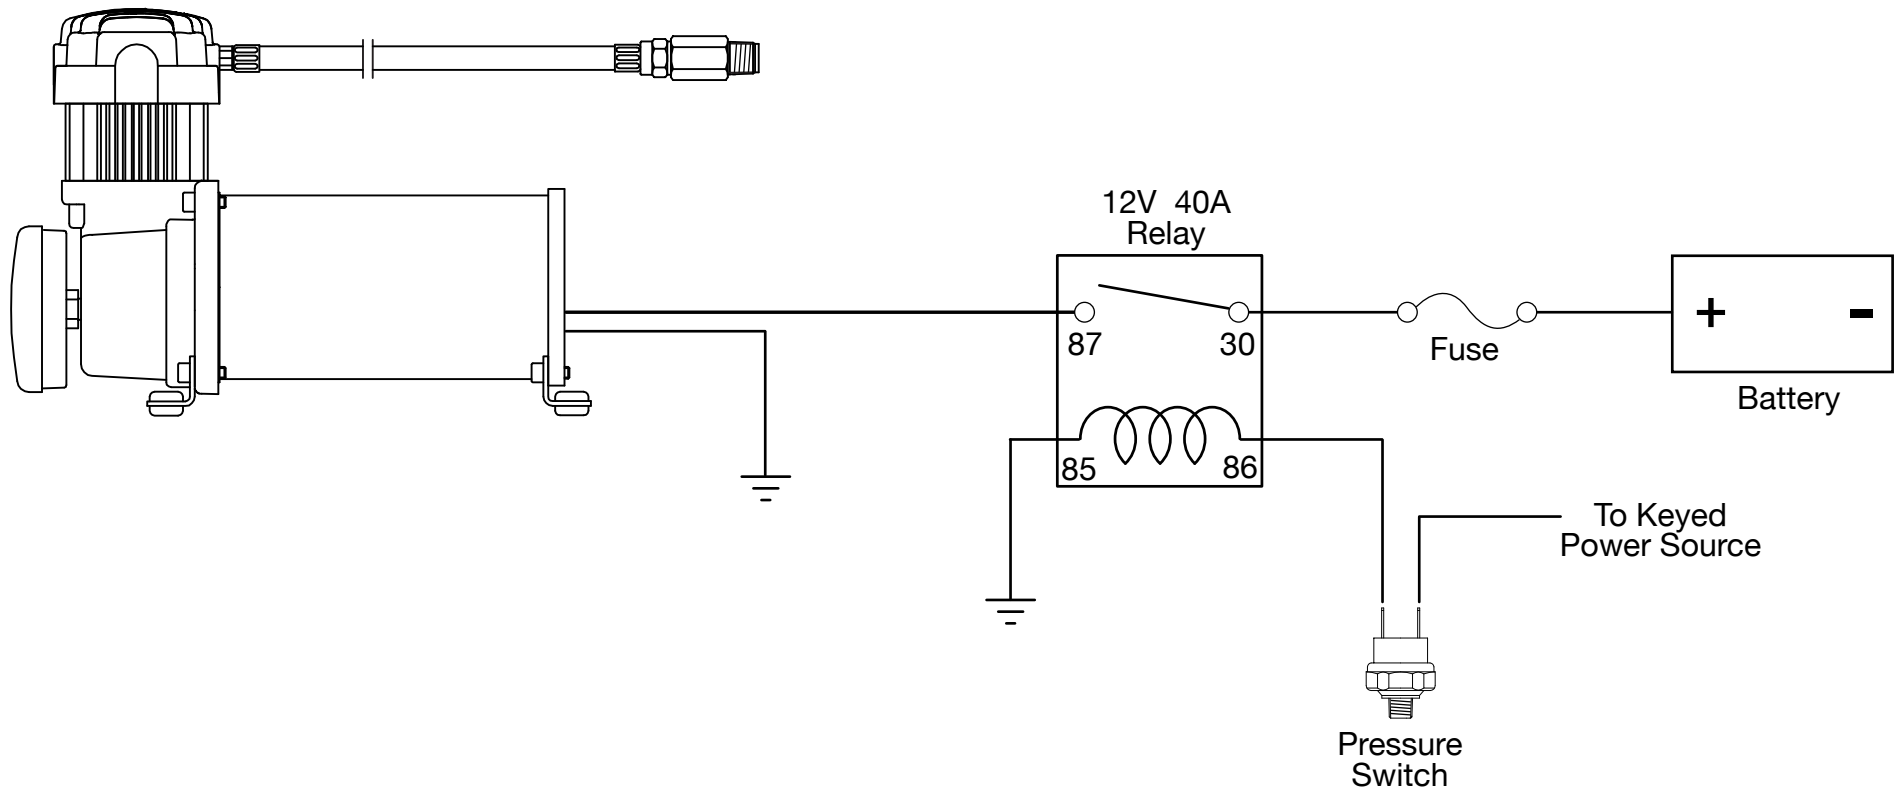 12V 40A
Relay
87
30
Fuse
+
-
Battery
85
86
To Keyed
Power Source
Pressure
Switch